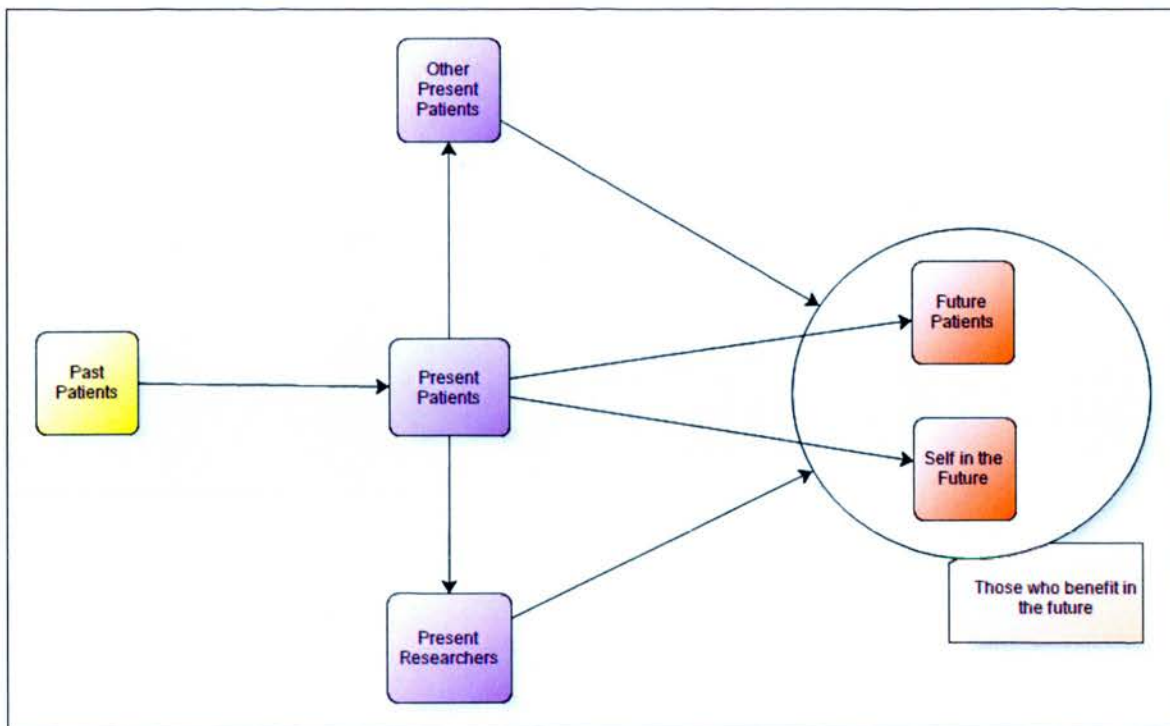 Other
Present
Patients
Future
Patients
Past
Patients
Present
Patients
Self in the
Future
Those who benefit in
the future
Present
Researchers